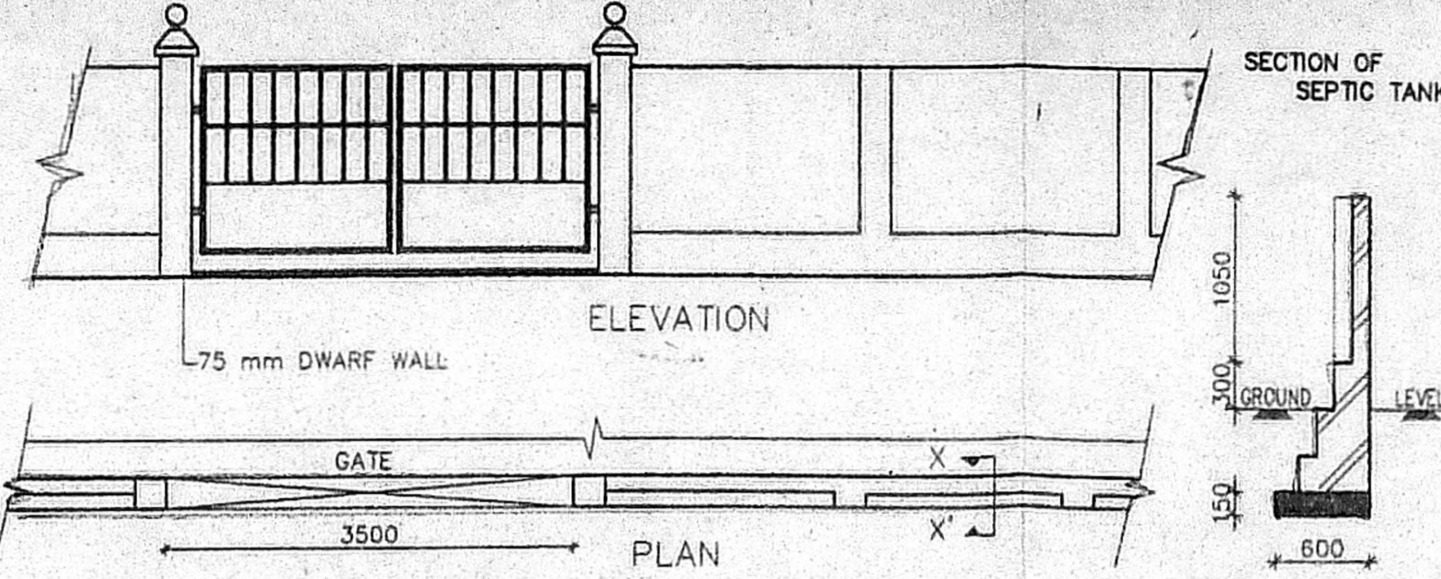 SECTION OF
SEPTIC TANK
ELEVATION
75 mm DWARF WALL
1050
300
GROUND LEVEL
150
600
GATE
X
X'
3500
PLAN